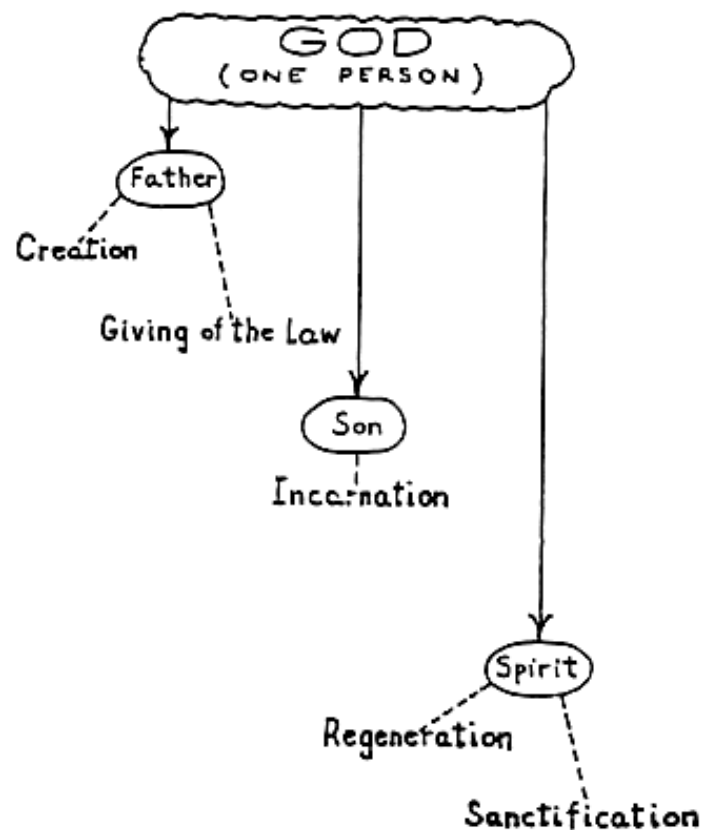 GOD
(ONE PERSON)
Father
Creation
Giving of the Law
Son
Incarnation
Spirit
Regeneration
Sanctification